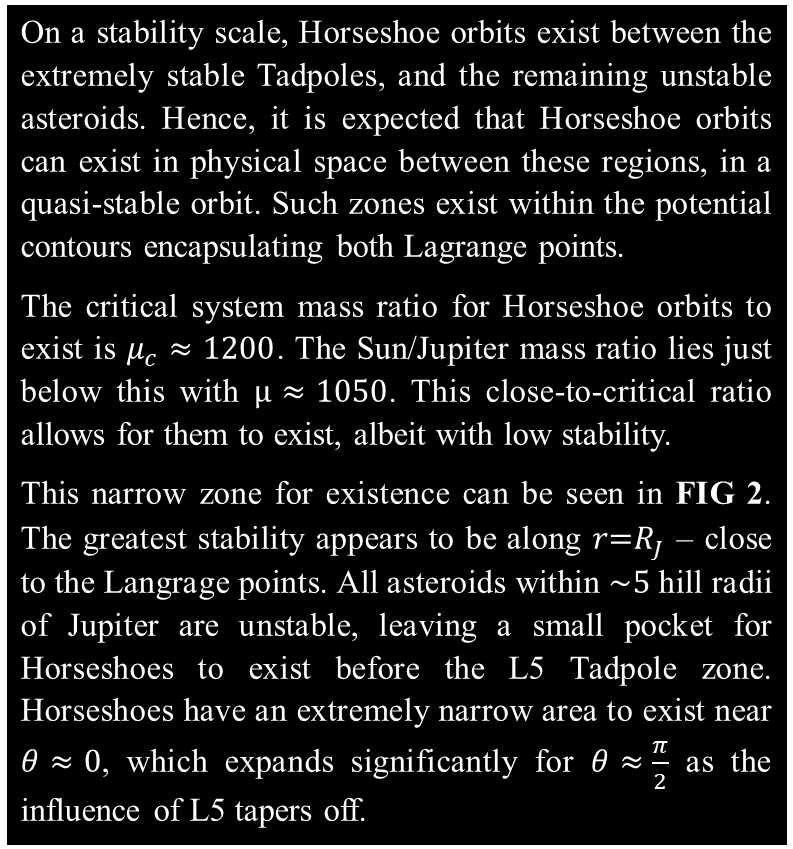 On a stability scale, Horseshoe orbits exist between the
extremely stable Tadpoles, and the remaining unstable
asteroids. Hence, it is expected that Horseshoe orbits
can exist in physical space between these regions, in a
quasi-stable orbit. Such zones exist within the potential
contours encapsulating both Lagrange points.
The critical system mass ratio for Horseshoe orbits to
exist is μ_c ≈ 1200. The Sun/Jupiter mass ratio lies just
below this with μ ≈ 1050. This close-to-critical ratio
allows for them to exist, albeit with low stability.
This narrow zone for existence can be seen in FIG 2.
The greatest stability appears to be along r=R_J – close
to the Langrage points. All asteroids within ~5 hill radii
of Jupiter are unstable, leaving a small pocket for
Horseshoes to exist before the L5 Tadpole zone.
Horseshoes have an extremely narrow area to exist near
θ ≈ 0, which expands significantly for θ ≈ π/2 as the
influence of L5 tapers off.